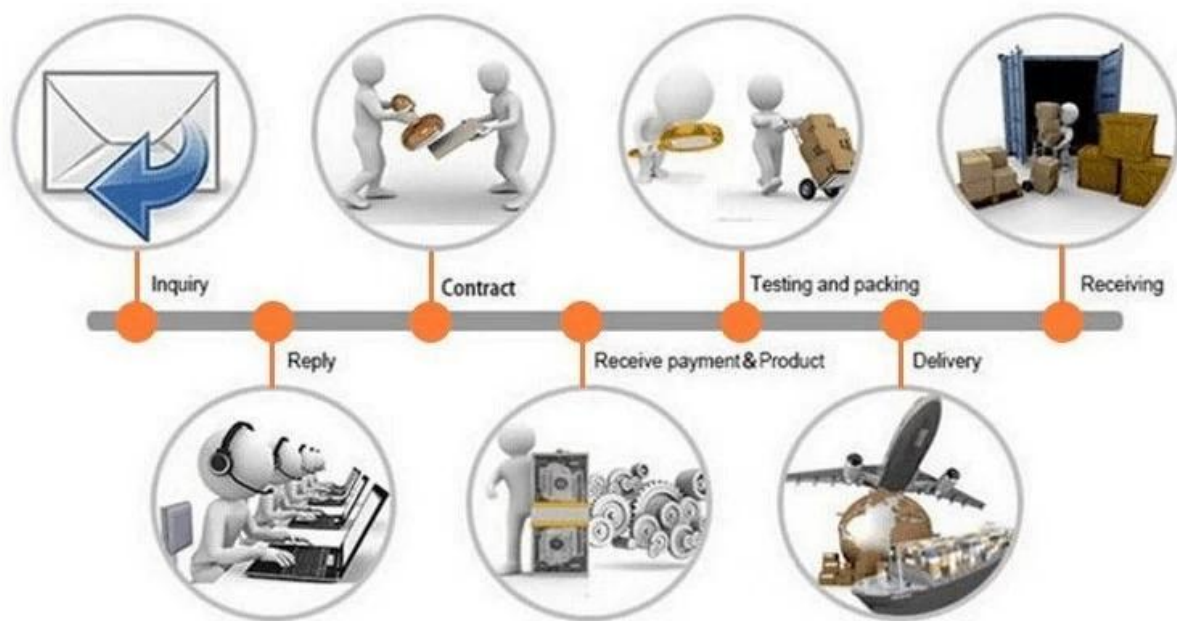 Inquiry
Contract
Testing and packing
Receiving
Reply
Receive payment&Product
Delivery